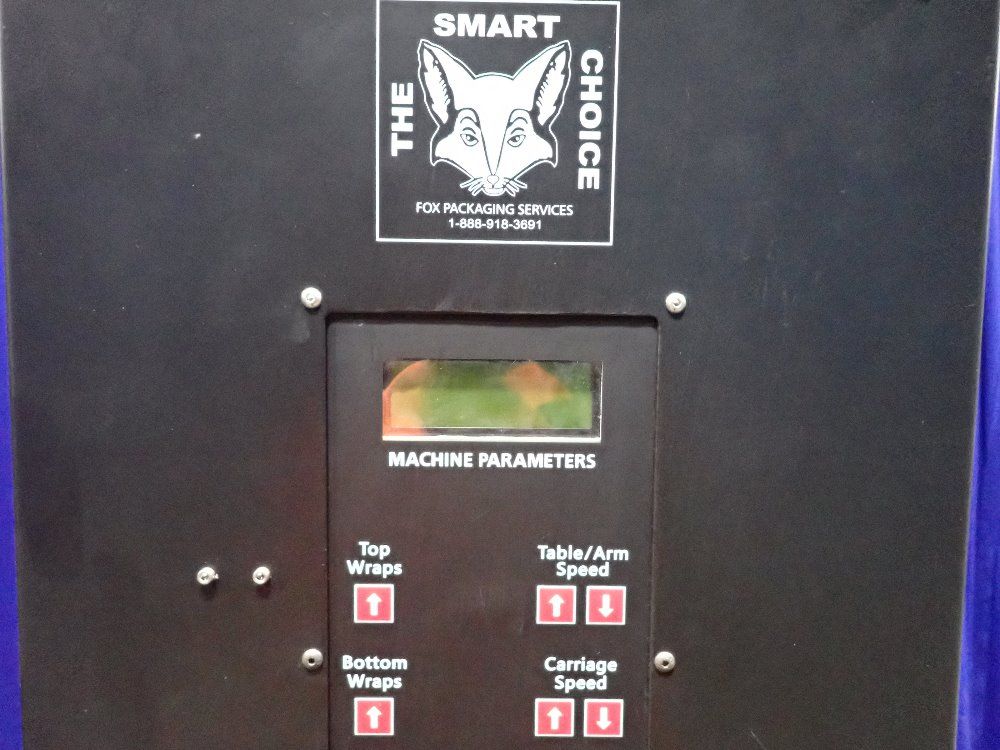 THE
SMART
CHOICE
FOX PACKAGING SERVICES
1-888-918-3691
MACHINE PARAMETERS
Top
Wraps
Table/Arm
Speed
Bottom
Wraps
Carriage
Speed